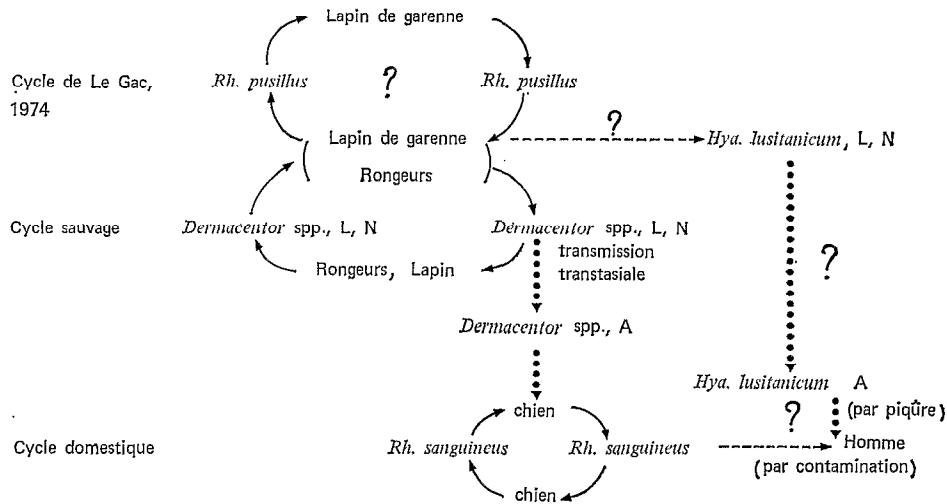 Lapin de garenne
Cycle de Le Gac,
1974
Rh. pusillus
?
Rh. pusillus
Lapin de garenne
?
Hya. lusitanicum, L, N
Rongeurs
Cycle sauvage
Dermacentor spp., L, N
Dermacentor spp., L, N
transmission
transtasiale
Rongeurs, Lapin
?
Dermacentor spp., A
Hya. lusitanicum A
(par piqûre)
?
chien
Cycle domestique
Rh. sanguineus
Rh. sanguineus
Homme
(par contamination)
chien